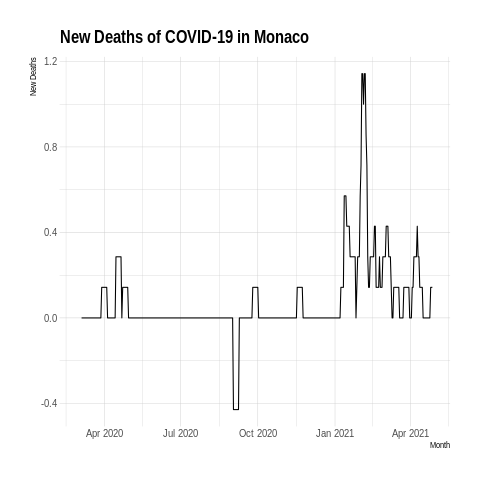 New Deaths of COVID-19 in Monaco
New Deaths
1.2
0.8
0.4
0.0
-0.4
Apr 2020 Jul 2020 Oct 2020 Jan 2021 Apr 2021
Month